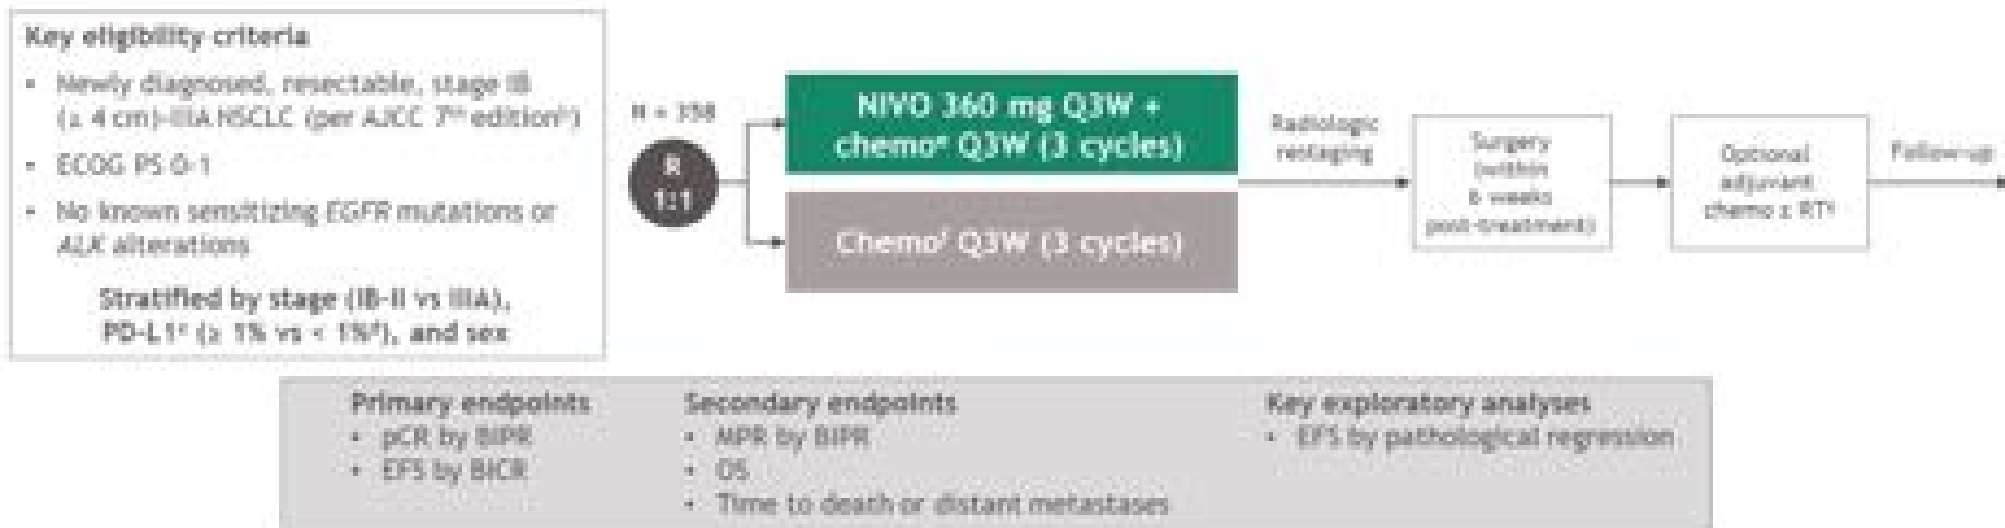 Key eligibility criteria
• Newly diagnosed, resectable, stage IB
(≥ 4 cm)-IIIA NSCLC (per AJCC 7th edition)
• ECOG PS 0-1
• No known sensitizing EGFR mutations or
ALK alterations
Stratified by stage (IB-II vs IIIA),
PD-L1 (≥ 1% vs < 1%), and sex
N = 358
R
1:1
NIVO 360 mg Q3W +
chemo Q3W (3 cycles)
Chemo Q3W (3 cycles)
Radiologic
restaging
Surgery
(within
6 weeks
post-treatment)
Optional
adjuvant
chemo ± RT
Follow-up
Primary endpoints
• pCR by BIPR
• EFS by BICR
Secondary endpoints
• MPR by BIPR
• OS
• Time to death or distant metastases
Key exploratory analyses
• EFS by pathological regression